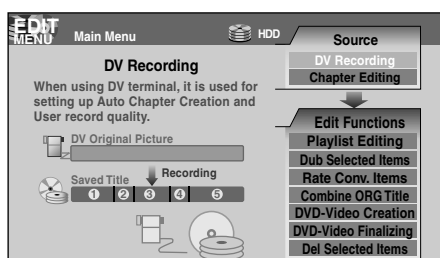 EDIT
MENU
Main Menu
HDD
DV Recording
When using DV terminal, it is used for
setting up Auto Chapter Creation and
User record quality.
DV Original Picture
Recording
Saved Title
1 2 3 4 5
Source
DV Recording
Chapter Editing
Edit Functions
Playlist Editing
Dub Selected Items
Rate Conv. Items
Combine ORG Title
DVD-Video Creation
DVD-Video Finalizing
Del Selected Items